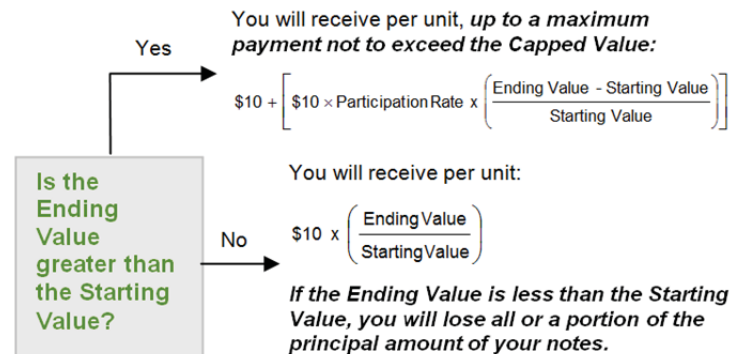 Yes
You will receive per unit, up to a maximum
payment not to exceed the Capped Value:
$10 + [ $10 × Participation Rate x ( Ending Value - Starting Value
Starting Value ) ]
Is the
Ending
Value
greater than
the Starting
Value?
No
You will receive per unit:
$10 x ( Ending Value
Starting Value )
If the Ending Value is less than the Starting
Value, you will lose all or a portion of the
principal amount of your notes.